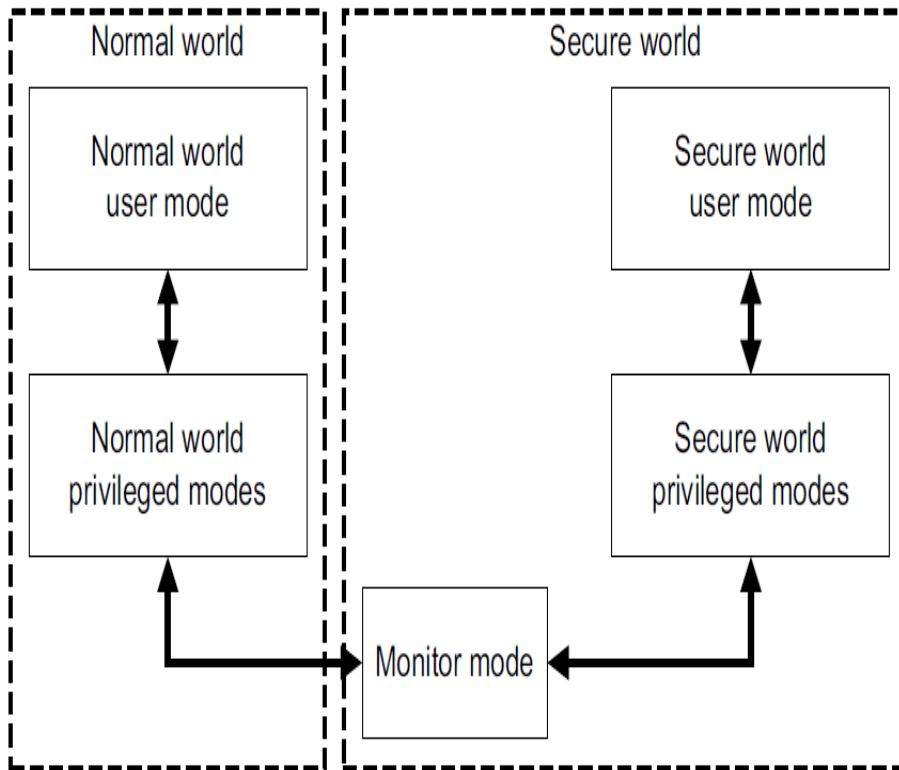 Normal world
Secure world
Normal world
user mode
Secure world
user mode
Normal world
privileged modes
Secure world
privileged modes
Monitor mode